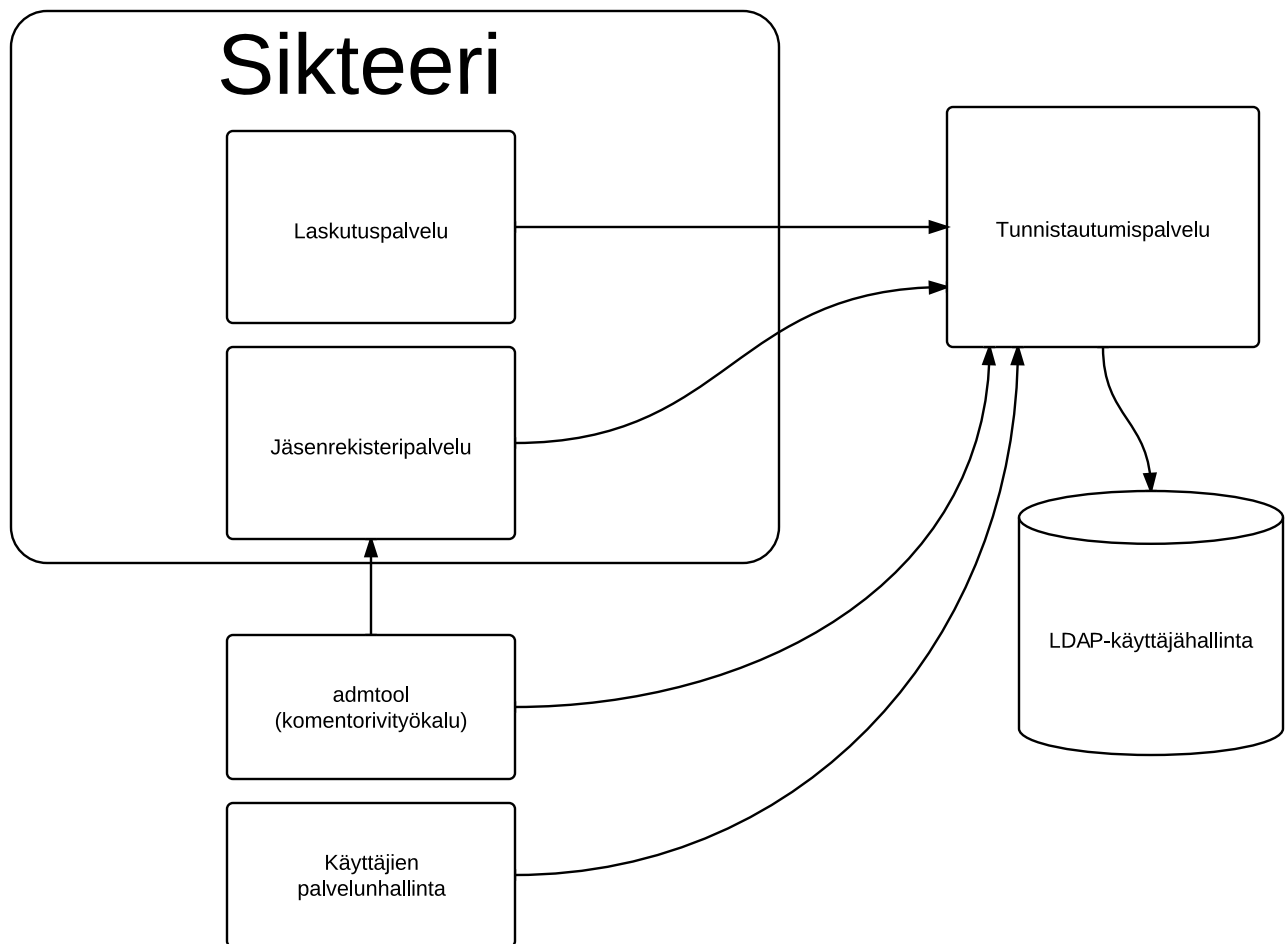 Sikteeri
Laskutuspalvelu
Tunnistautumispalvelu
Jäsenrekisteripalvelu
LDAP-käyttäjähallinta
admtool
(komentorivityökalu)
Käyttäjien
palvelunhallinta